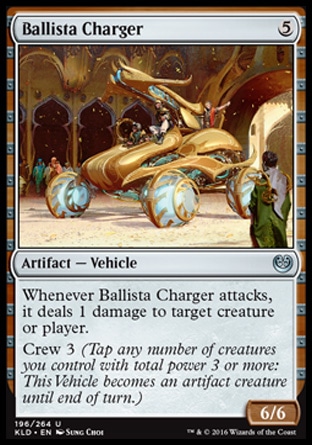 Ballista Charger 5
Artifact — Vehicle
Whenever Ballista Charger attacks,
it deals 1 damage to target creature
or player.
Crew 3 (Tap any number of creatures
you control with total power 3 or more:
This Vehicle becomes an artifact creature
until end of turn.)
6/6
196/264 U
KLD • EN Sung Choi
™ & © 2016 Wizards of the Coast